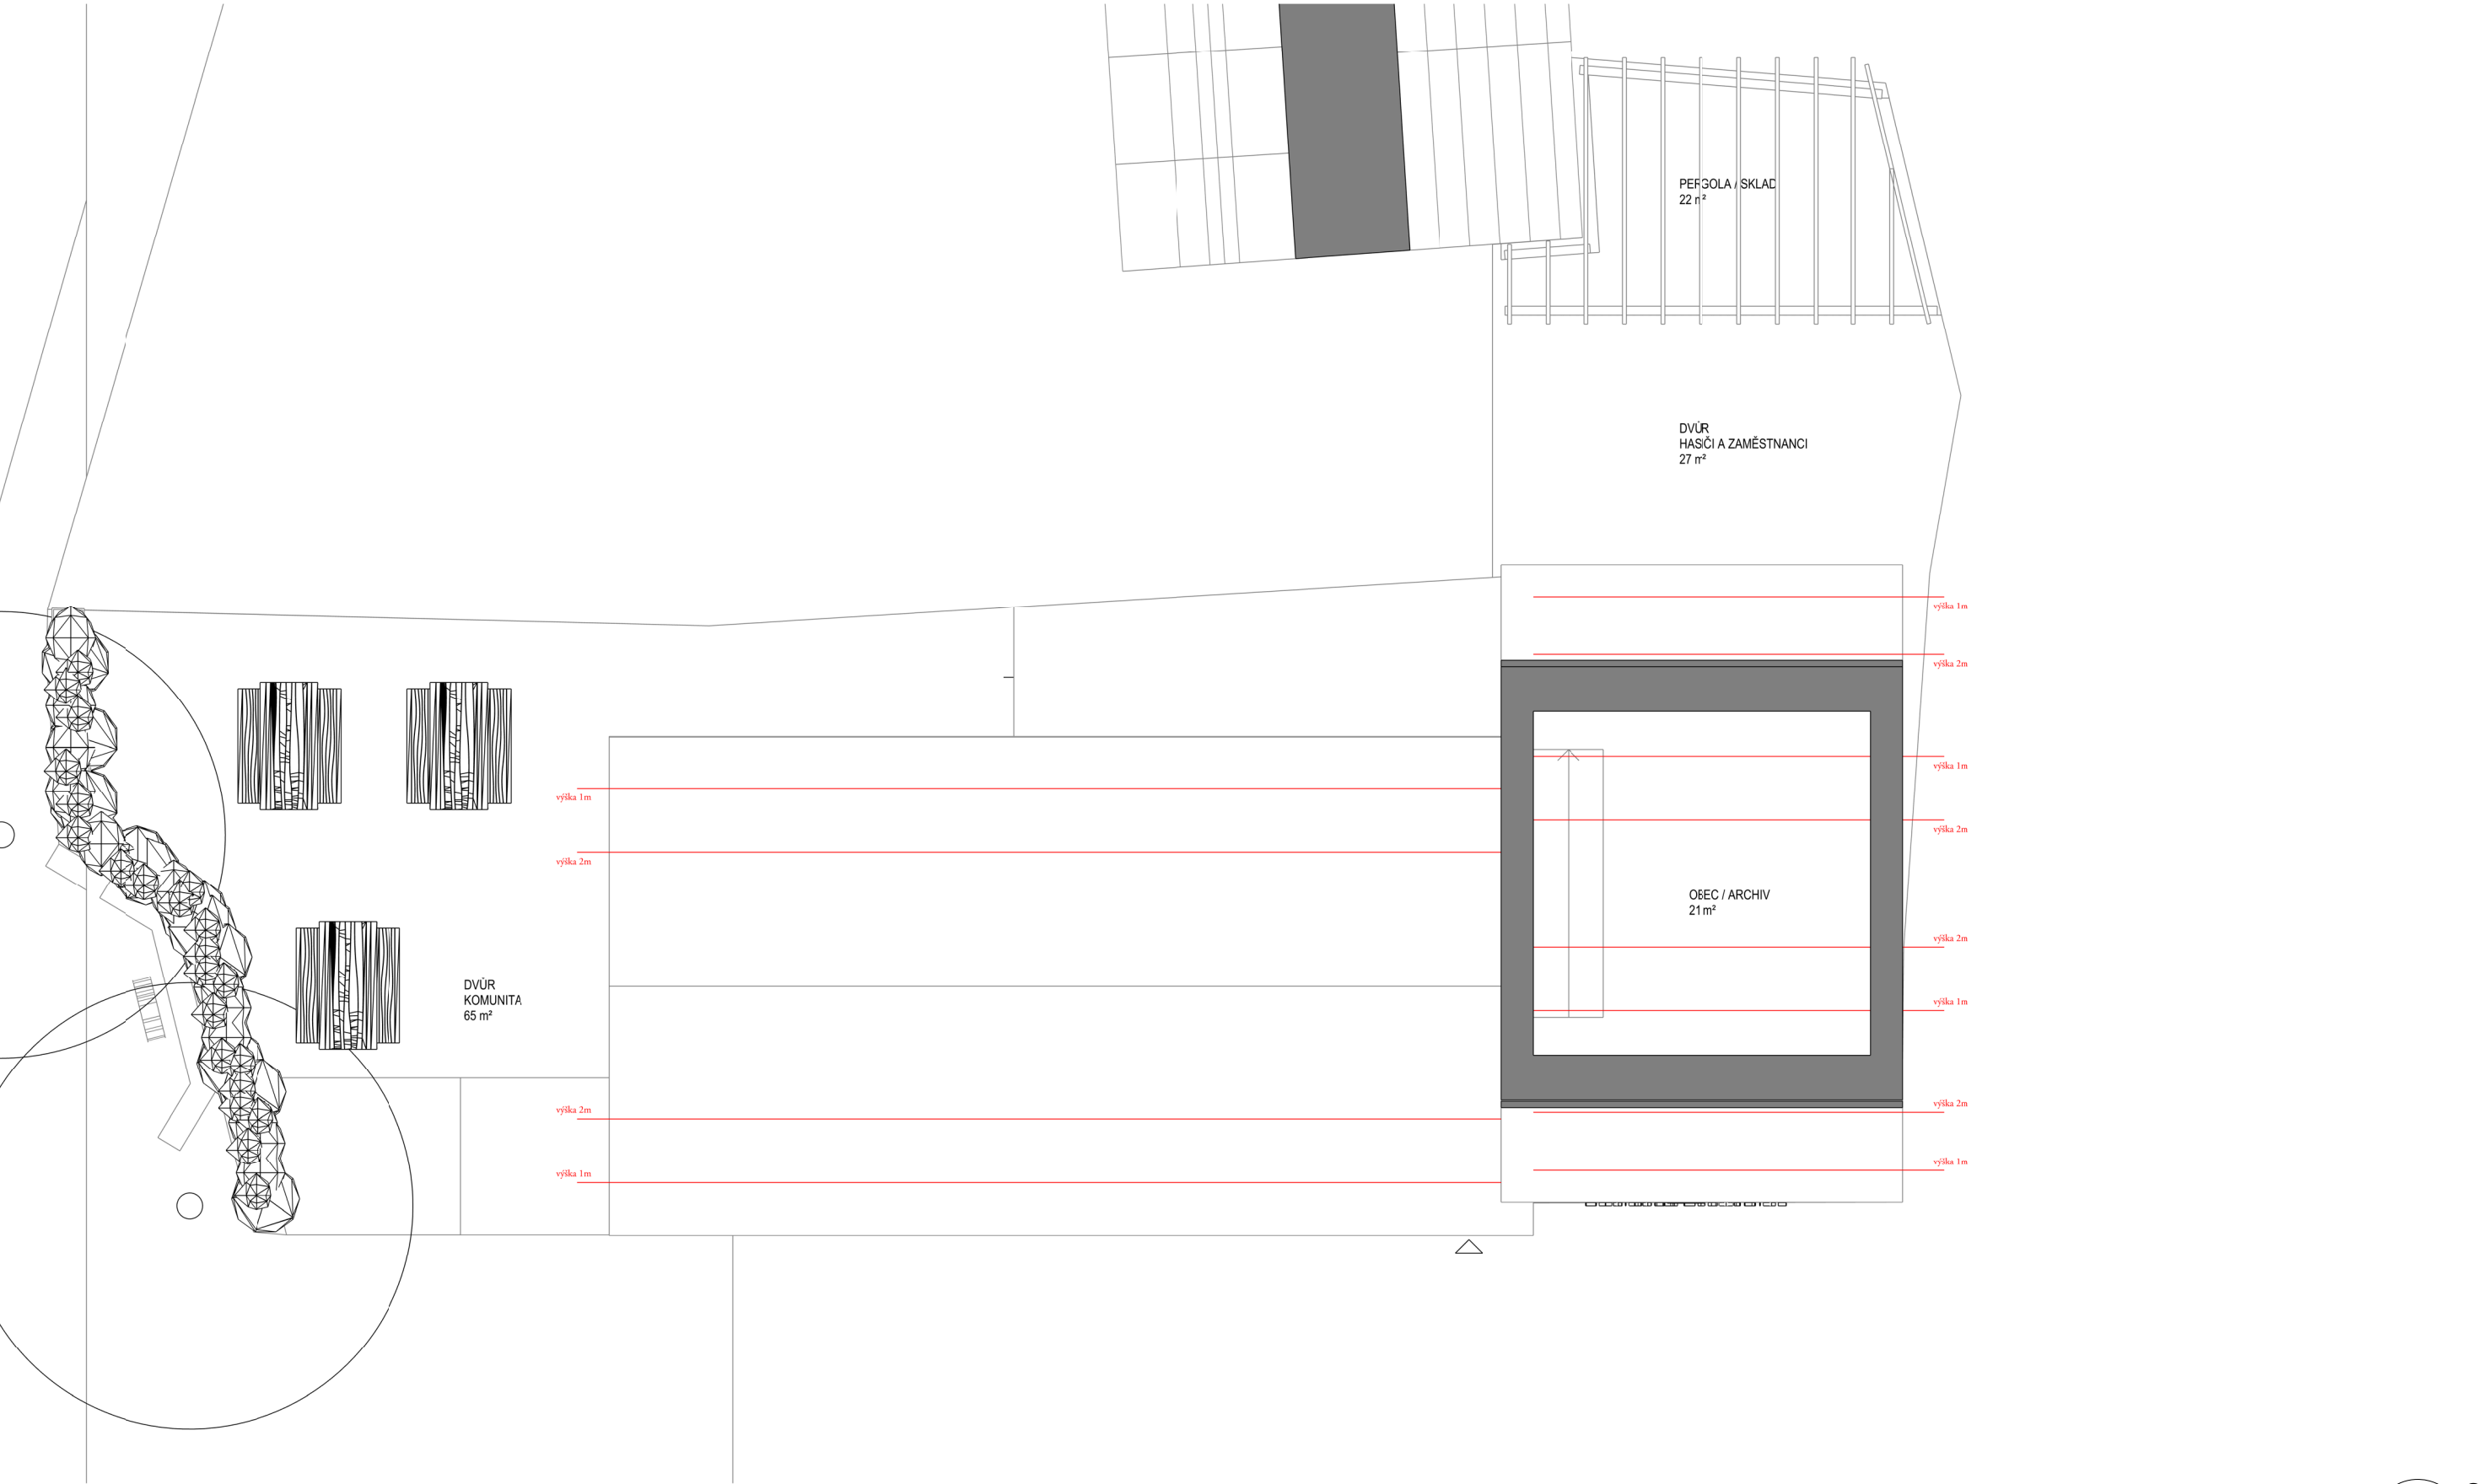 PERGOLA / SKLAD
22 m²
DVŮR
HASIČI A ZAMĚSTNANCI
27 m²
výška 1m
výška 2m
výška 1m
výška 1m
výška 2m
výška 2m
OBEC / ARCHIV
21 m²
výška 2m
DVŮR
KOMUNITA
65 m²
výška 1m
výška 2m
výška 2m
výška 1m
výška 1m